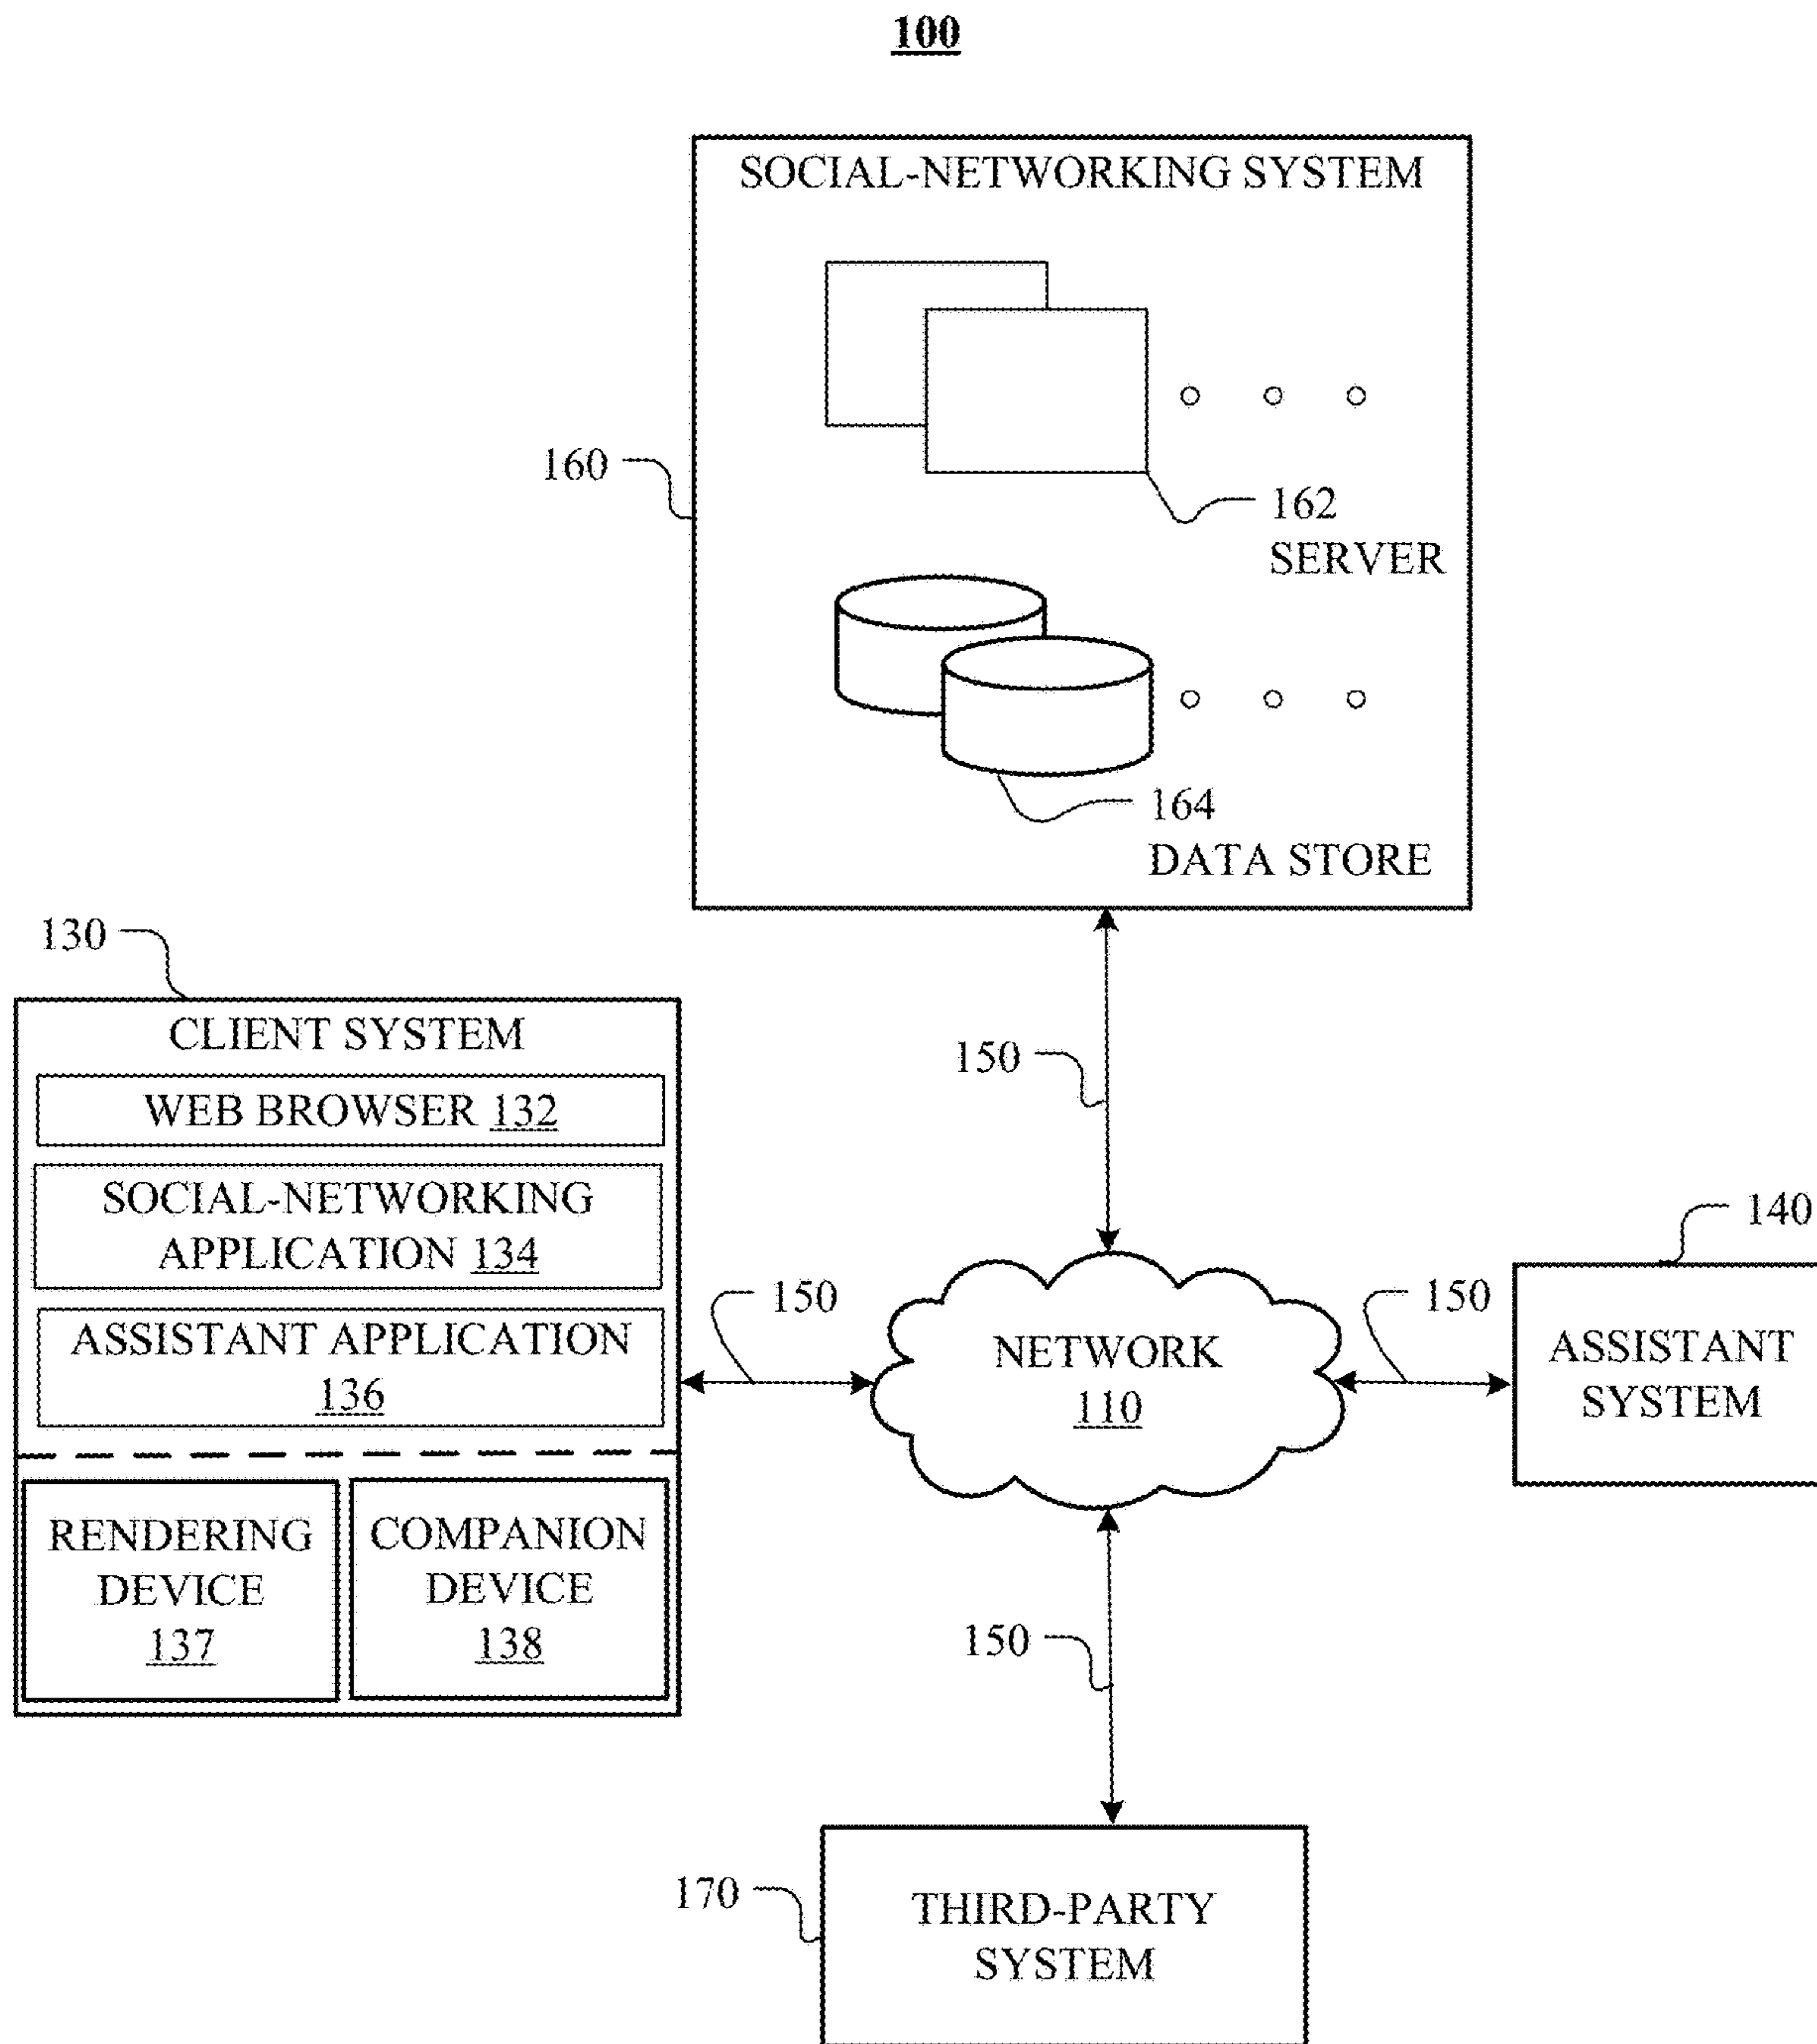 100
SOCIAL-NETWORKING SYSTEM
160
162
SERVER
164
DATA STORE
130
CLIENT SYSTEM
WEB BROWSER 132
SOCIAL-NETWORKING
APPLICATION 134
ASSISTANT APPLICATION
136
RENDERING
DEVICE
137
COMPANION
DEVICE
138
150
150
NETWORK
110
150
140
ASSISTANT
SYSTEM
150
170
THIRD-PARTY
SYSTEM